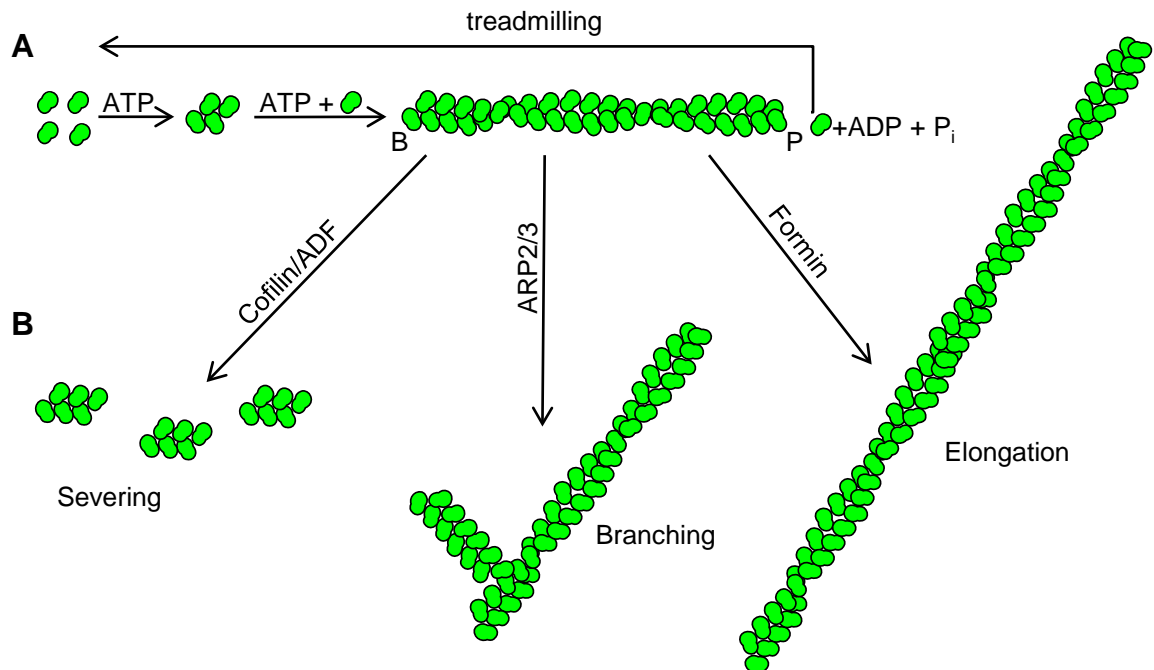 treadmilling
A
ATP
ATP +
B
P
+ADP + Pi
Cofilin/ADF
ARP2/3
Formin
B
Severing
Branching
Elongation